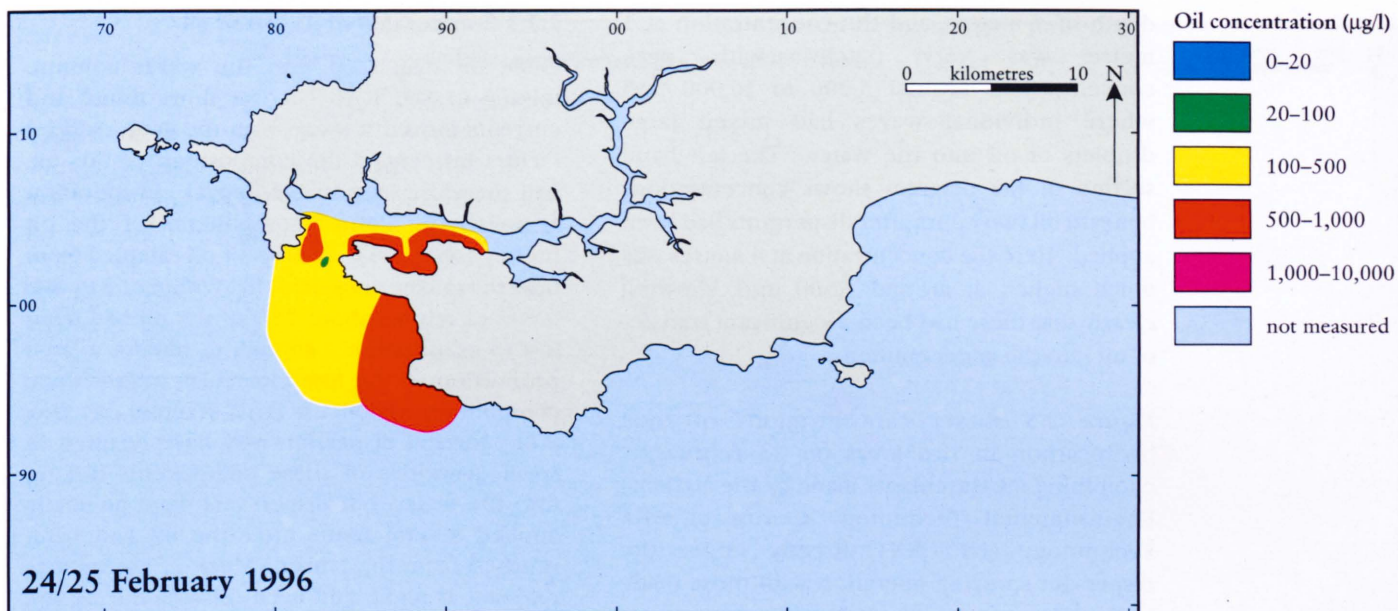 70 80 90 00 10 20 30
10
00
90
0 kilometres 10 N
24/25 February 1996
Oil concentration (μg/l)
0–20
20–100
100–500
500–1,000
1,000–10,000
not measured